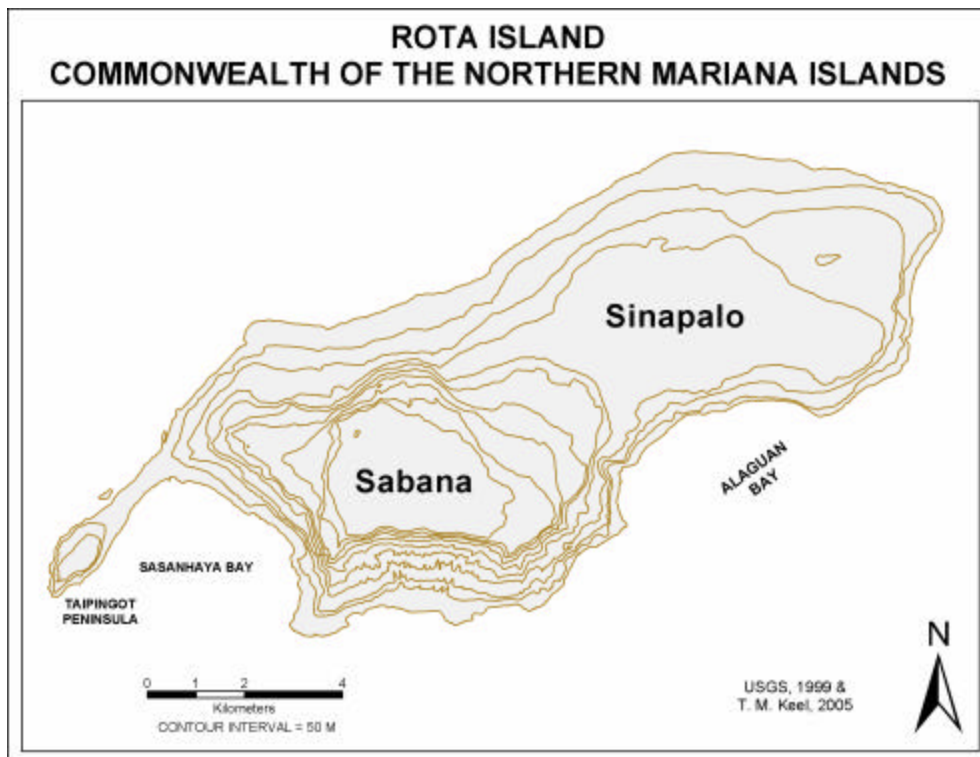 ROTA ISLAND
COMMONWEALTH OF THE NORTHERN MARIANA ISLANDS
Sinapalo
Sabana
ALAGUAN
BAY
SASANHAYA BAY
TAIPINGOT
PENINSULA
N
0 1 2 4
Kilometers
CONTOUR INTERVAL = 50 M
USGS, 1999 &
T. M. Keel, 2005